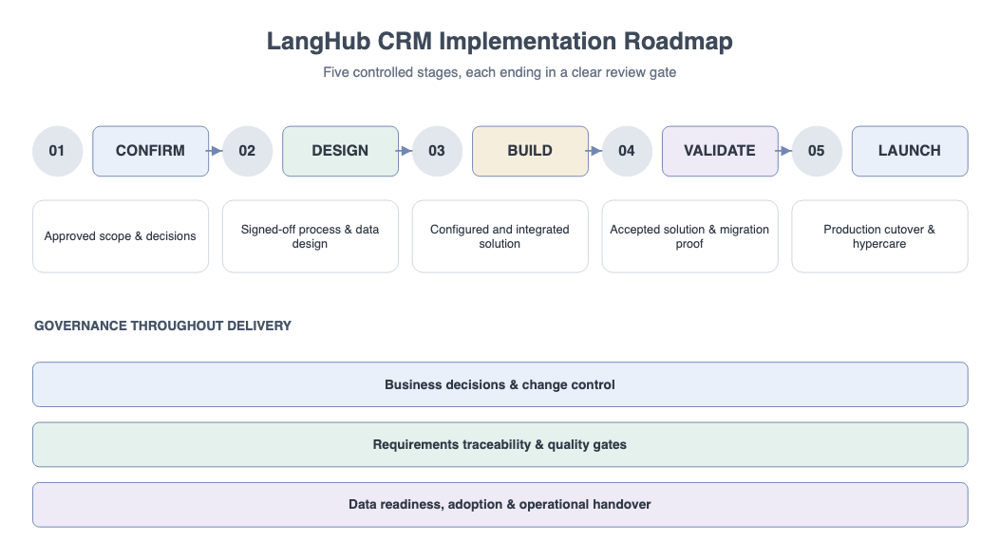 LangHub CRM Implementation Roadmap
Five controlled stages, each ending in a clear review gate
01
CONFIRM
02
DESIGN
03
BUILD
04
VALIDATE
05
LAUNCH
Approved scope & decisions
Signed-off process & data
design
Configured and integrated
solution
Accepted solution & migration
proof
Production cutover &
hypercare
GOVERNANCE THROUGHOUT DELIVERY
Business decisions & change control
Requirements traceability & quality gates
Data readiness, adoption & operational handover